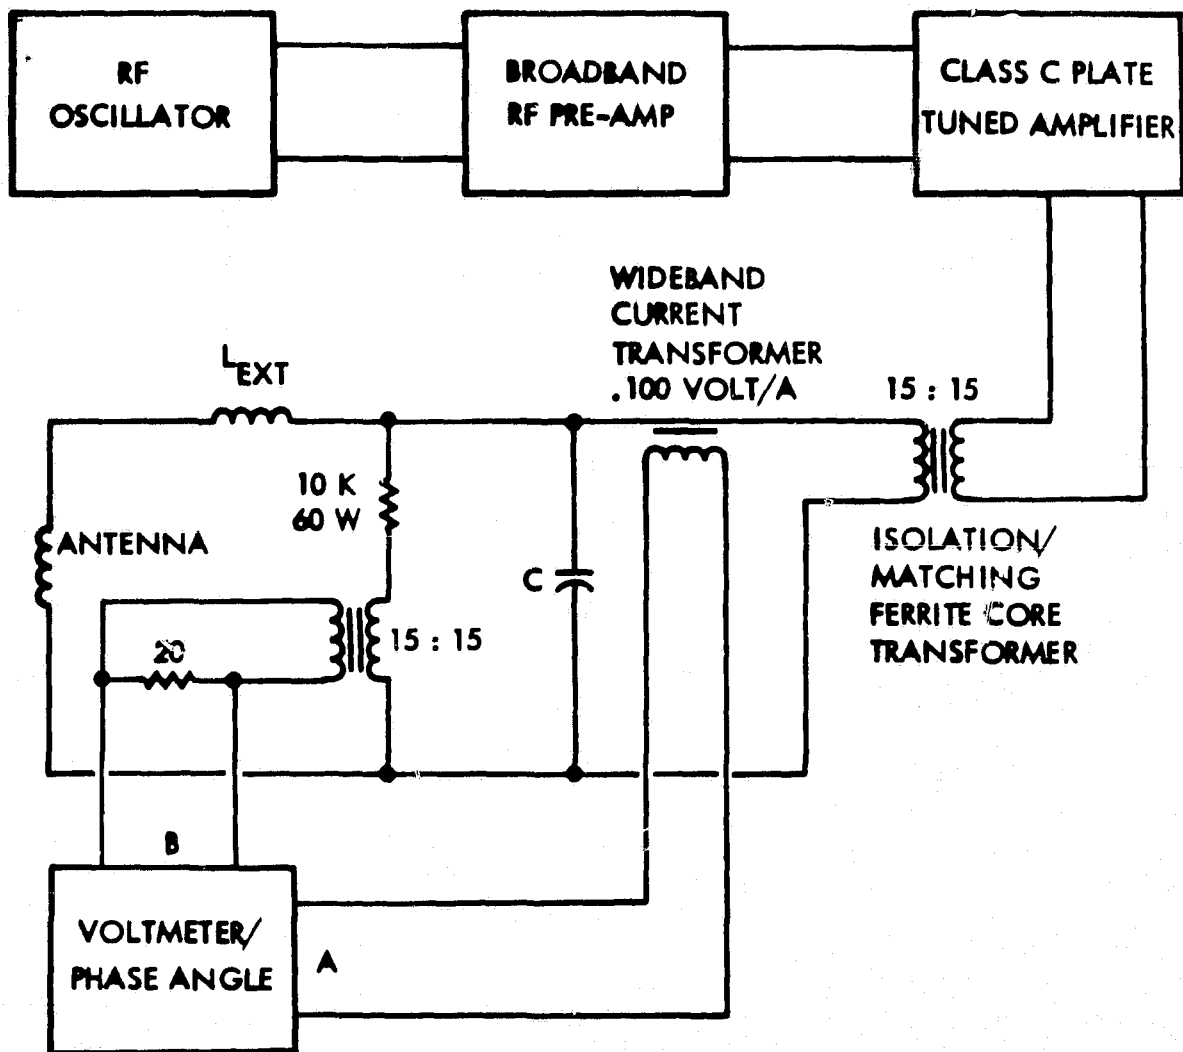 RF
OSCILLATOR
BROADBAND
RF PRE-AMP
CLASS C PLATE
TUNED AMPLIFIER
WIDEBAND
CURRENT
TRANSFORMER
.100 VOLT/A
LEXT
15 : 15
10 K
60 W
ANTENNA
C
ISOLATION/
MATCHING
FERRITE CORE
TRANSFORMER
20
15 : 15
B
VOLTMETER/
PHASE ANGLE
A